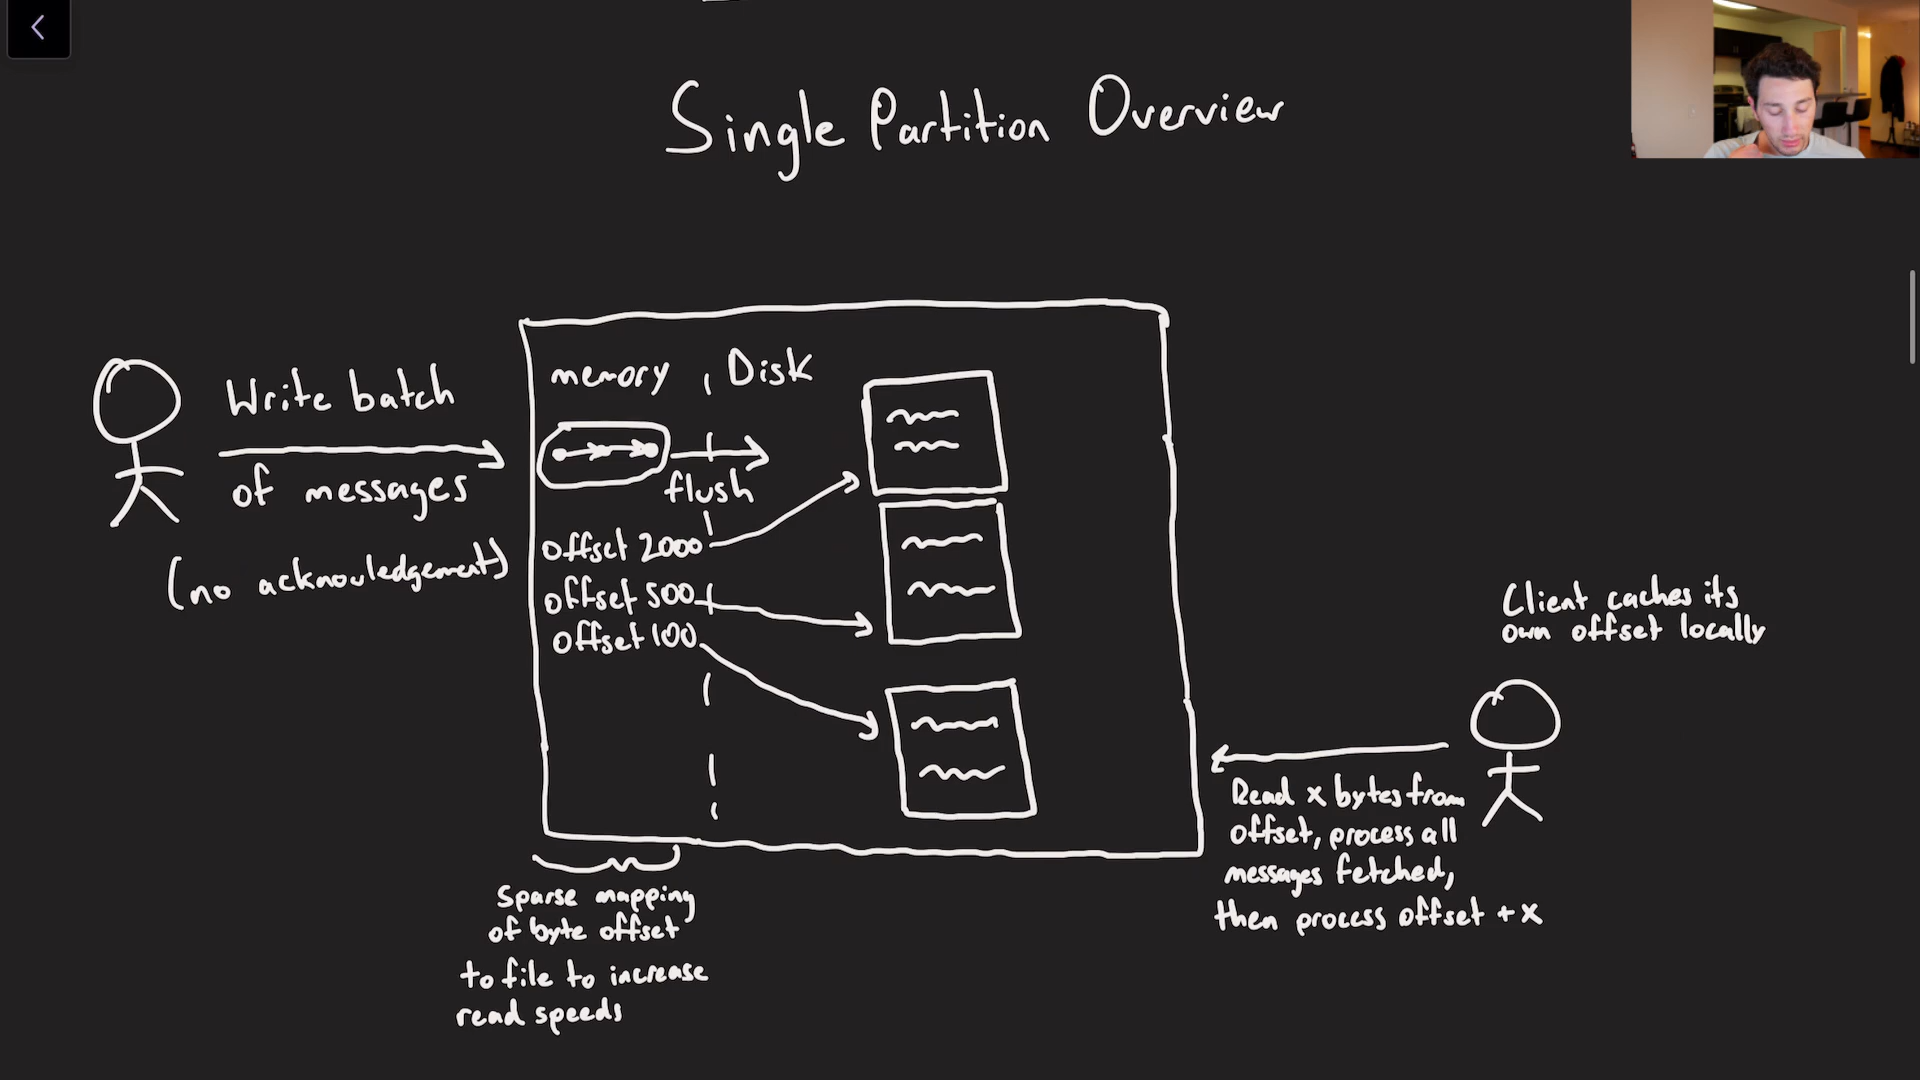 Single Partition Overview
Write batch
of messages
(no acknowledgement)
memory
Disk
flush
offset 2000
offset 500
offset 100
Sparse mapping
of byte offset
to file to increase
read speeds
Client caches its
own offset locally
Read x bytes from
offset, process all
messages fetched,
then process offset + x